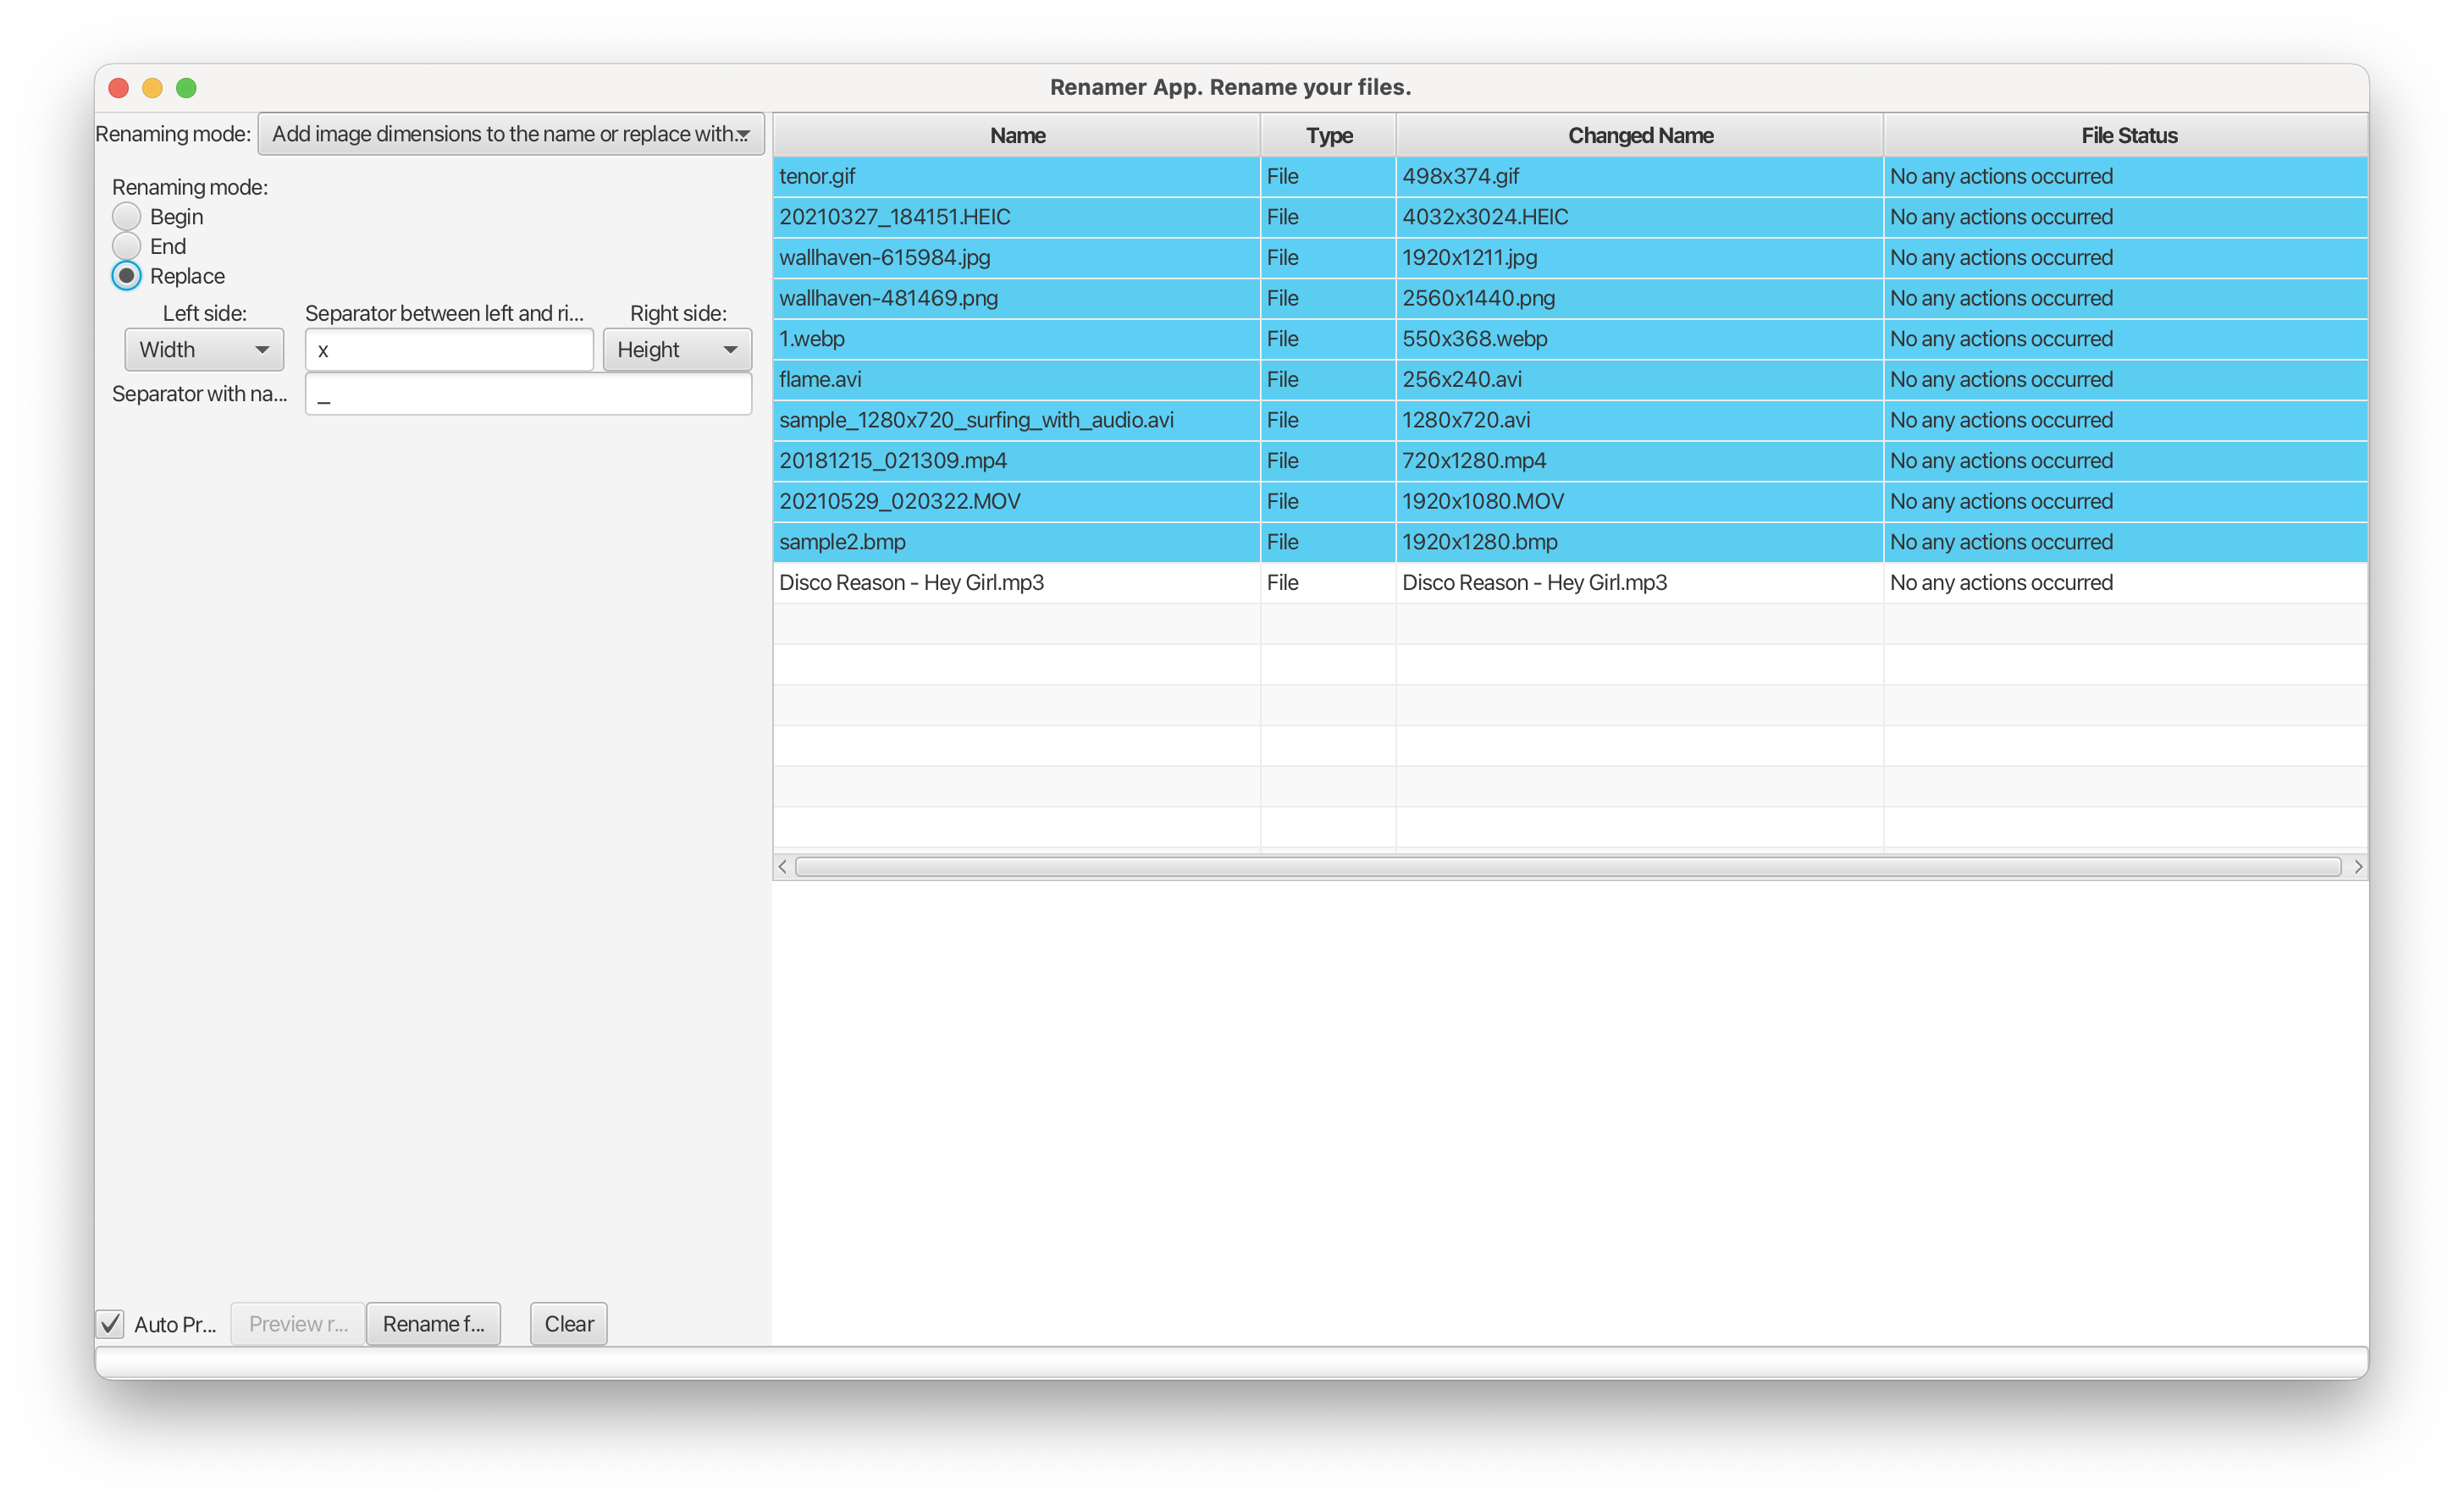 Renamer App. Rename your files.
Renaming mode: Add image dimensions to the name or replace with...
Renaming mode:
Begin
End
Replace
Left side: Separator between left and ri... Right side:
Width x Height
Separator with na... _
Name Type Changed Name File Status
tenor.gif File 498x374.gif No any actions occurred
20210327_184151.HEIC File 4032x3024.HEIC No any actions occurred
wallhaven-615984.jpg File 1920x1211.jpg No any actions occurred
wallhaven-481469.png File 2560x1440.png No any actions occurred
1.webp File 550x368.webp No any actions occurred
flame.avi File 256x240.avi No any actions occurred
sample_1280x720_surfing_with_audio.avi File 1280x720.avi No any actions occurred
20181215_021309.mp4 File 720x1280.mp4 No any actions occurred
20210529_020322.MOV File 1920x1080.MOV No any actions occurred
sample2.bmp File 1920x1280.bmp No any actions occurred
Disco Reason - Hey Girl.mp3 File Disco Reason - Hey Girl.mp3 No any actions occurred
Auto Pr... Preview r... Rename f... Clear